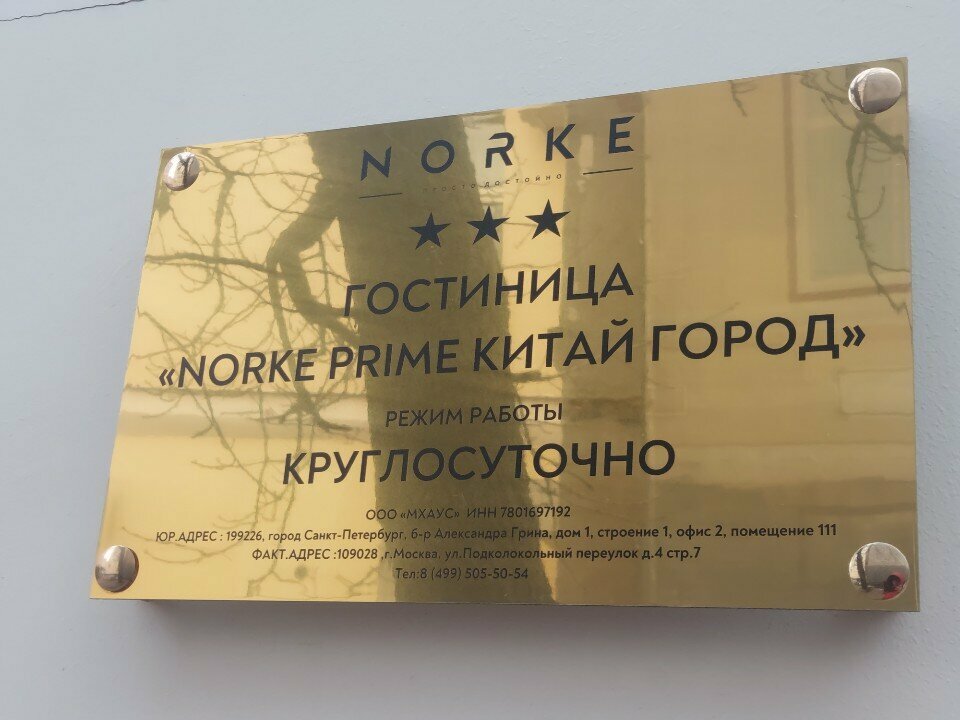 NORKE
просто достойно
ГОСТИНИЦА
«NORKE PRIME КИТАЙ ГОРОД»
РЕЖИМ РАБОТЫ
КРУГЛОСУТОЧНО
ООО «МХАУС» ИНН 7801697192
ЮР.АДРЕС : 199226, город Санкт-Петербург, б-р Александра Грина, дом 1, строение 1, офис 2, помещение 111
ФАКТ.АДРЕС :109028 ,г.Москва, ул.Подколокольный переулок д.4 стр.7
Тел:8 (499) 505-50-54